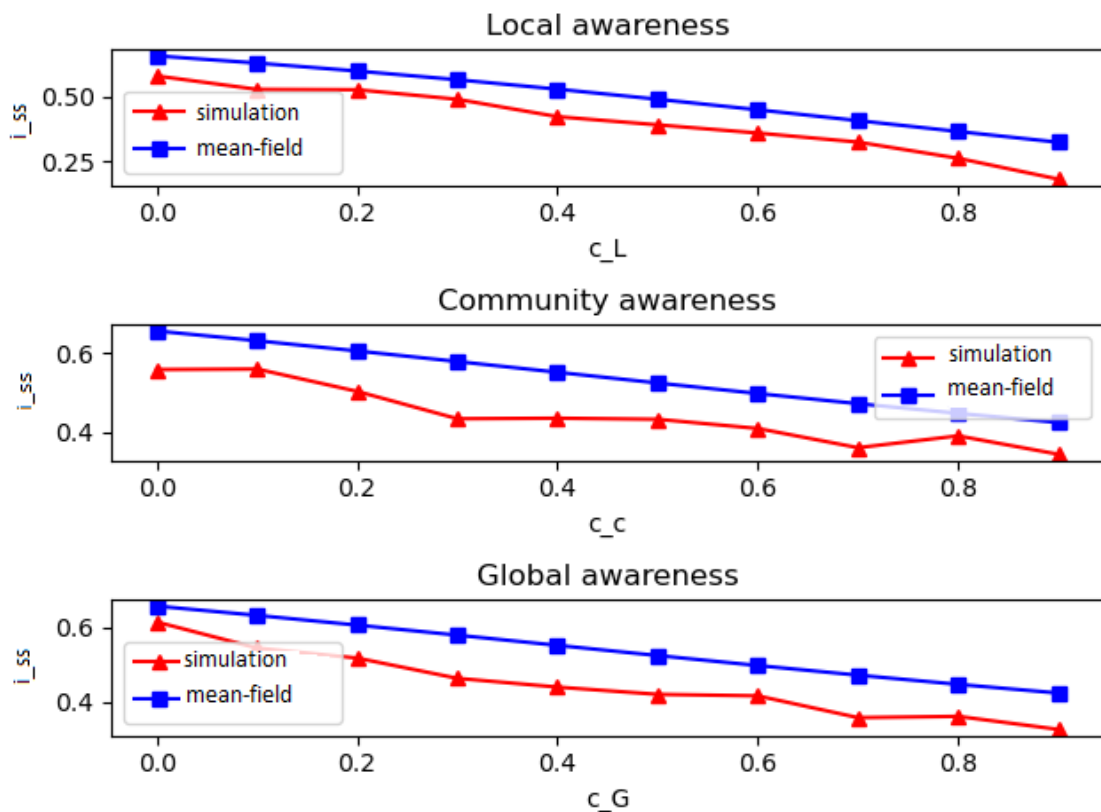 Local awareness
0.50
0.25
i_ss
simulation
mean-field
0.0 0.2 0.4 0.6 0.8
c_L
Community awareness
0.6
0.4
i_ss
simulation
mean-field
0.0 0.2 0.4 0.6 0.8
c_c
Global awareness
0.6
0.4
i_ss
simulation
mean-field
0.0 0.2 0.4 0.6 0.8
c_G